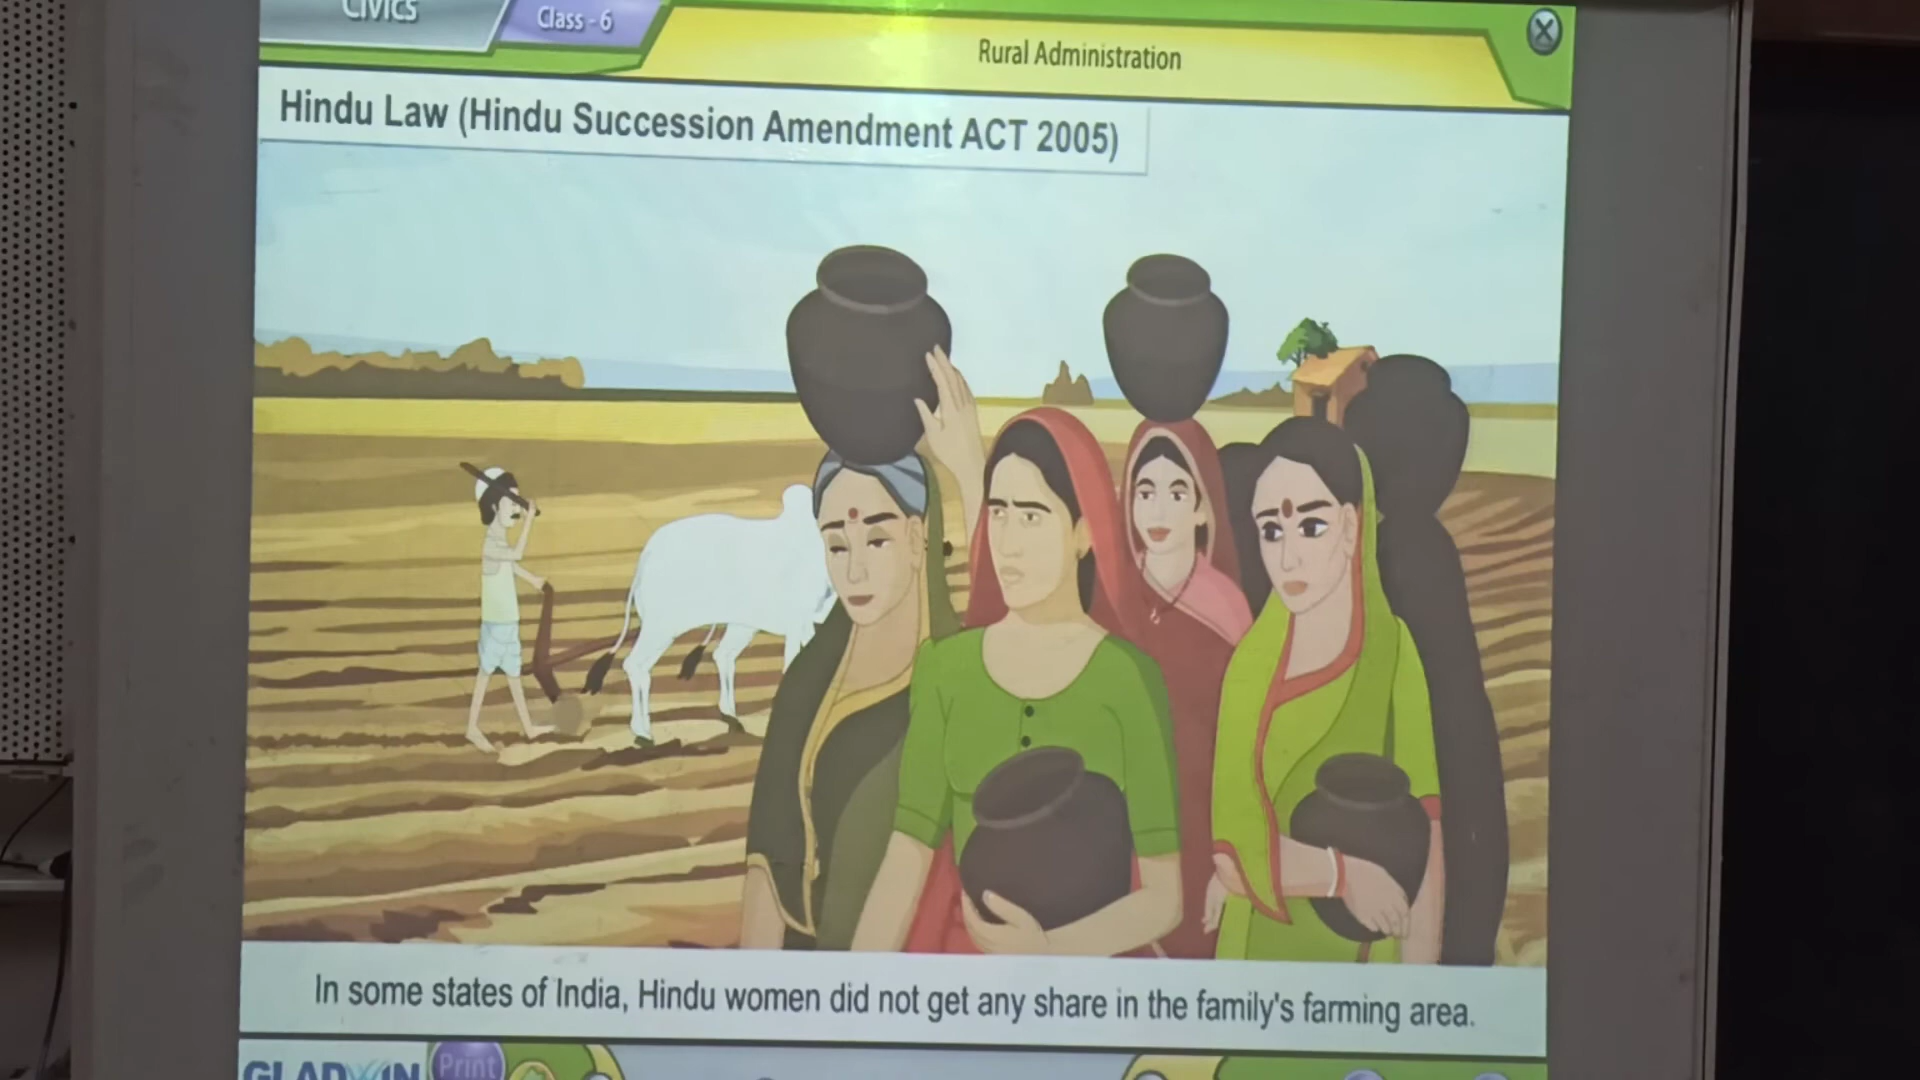 Civics
Class - 6
Rural Administration
Hindu Law (Hindu Succession Amendment ACT 2005)
In some states of India, Hindu women did not get any share in the family's farming area.
GLADWIN
Print